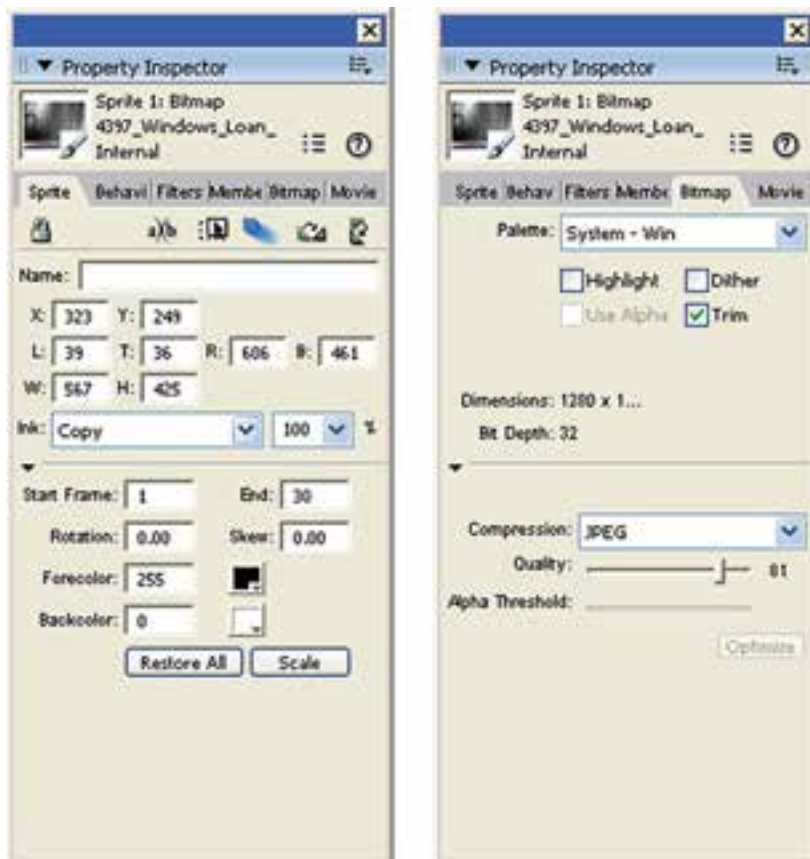 Property Inspector
Sprite 1: Bitmap
4397_Windows_Loan_
Internal
Sprite Behavi Filters Membe Bitmap Movie
a)(b
Name:
X: 323 Y: 249
L: 39 T: 36 R: 606 B: 461
W: 567 H: 425
Ink: Copy 100 %
Start Frame: 1 End: 30
Rotation: 0.00 Skew: 0.00
Forecolor: 255
Backcolor: 0
Restore All Scale
Property Inspector
Sprite 1: Bitmap
4397_Windows_Loan_
Internal
Sprite Behav Filters Membe Bitmap Movie
Palette: System - Win
Highlight Dither
Use Alpha Trim
Dimensions: 1280 x 1...
Bit Depth: 32
Compression: JPEG
Quality: 81
Alpha Threshold:
Optimize